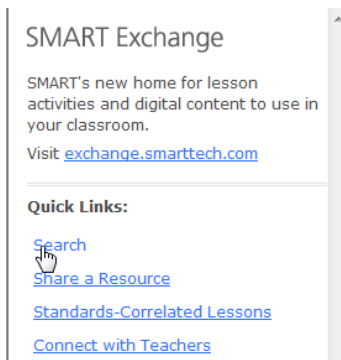 SMART Exchange
SMART's new home for lesson
activities and digital content to use in
your classroom.
Visit exchange.smarttech.com
Quick Links:
Search
Share a Resource
Standards-Correlated Lessons
Connect with Teachers